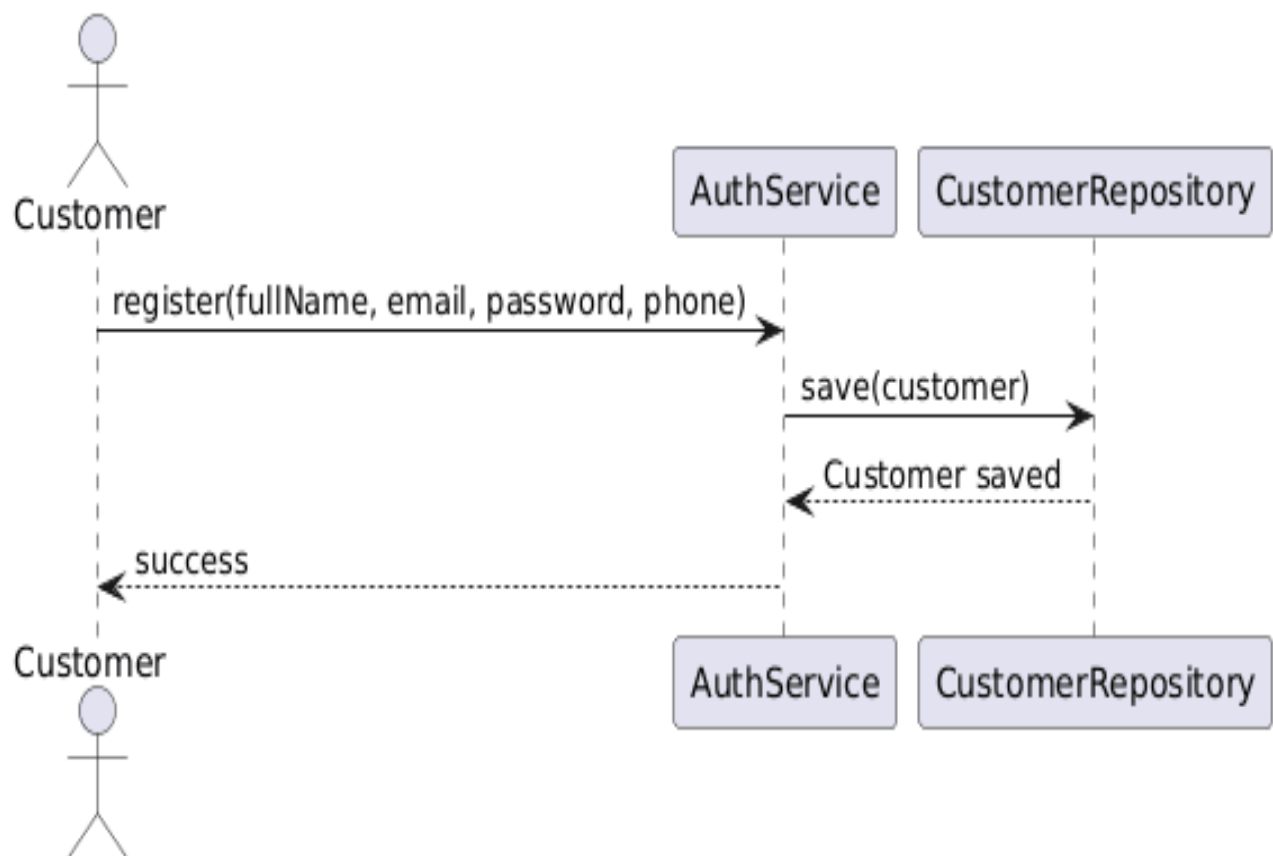 Customer
AuthService
CustomerRepository
register(fullName, email, password, phone)
save(customer)
Customer saved
success
Customer
AuthService
CustomerRepository